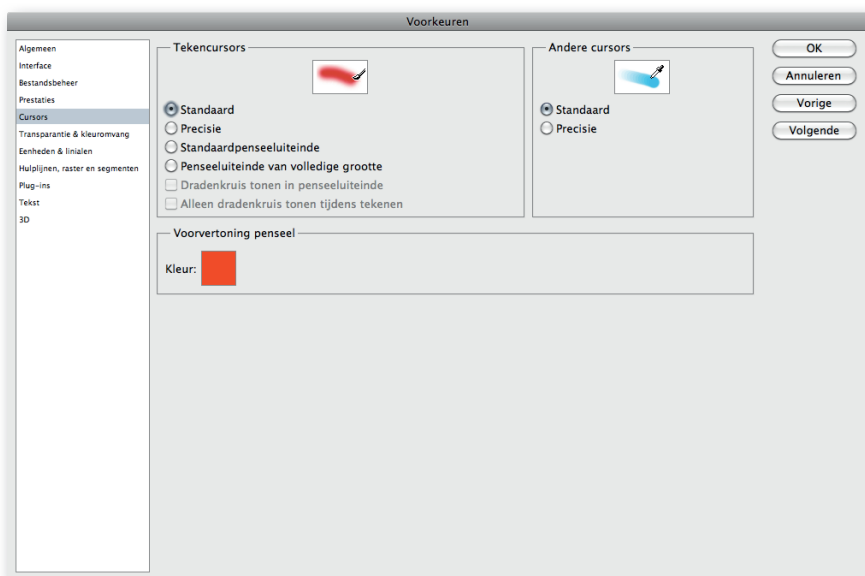 Voorkeuren
Algemeen
Interface
Bestandsbeheer
Prestaties
Cursors
Transparantie & kleuromvang
Eenheden & linialen
Hulplijnen, raster en segmenten
Plug-ins
Tekst
3D
Tekencursors
Standaard
Precisie
Standaardpenseeluiteinde
Penseeluiteinde van volledige grootte
Dradenkruis tonen in penseeluiteinde
Alleen dradenkruis tonen tijdens tekenen
Andere cursors
Standaard
Precisie
Voorvertoning penseel
Kleur:
OK
Annuleren
Vorige
Volgende